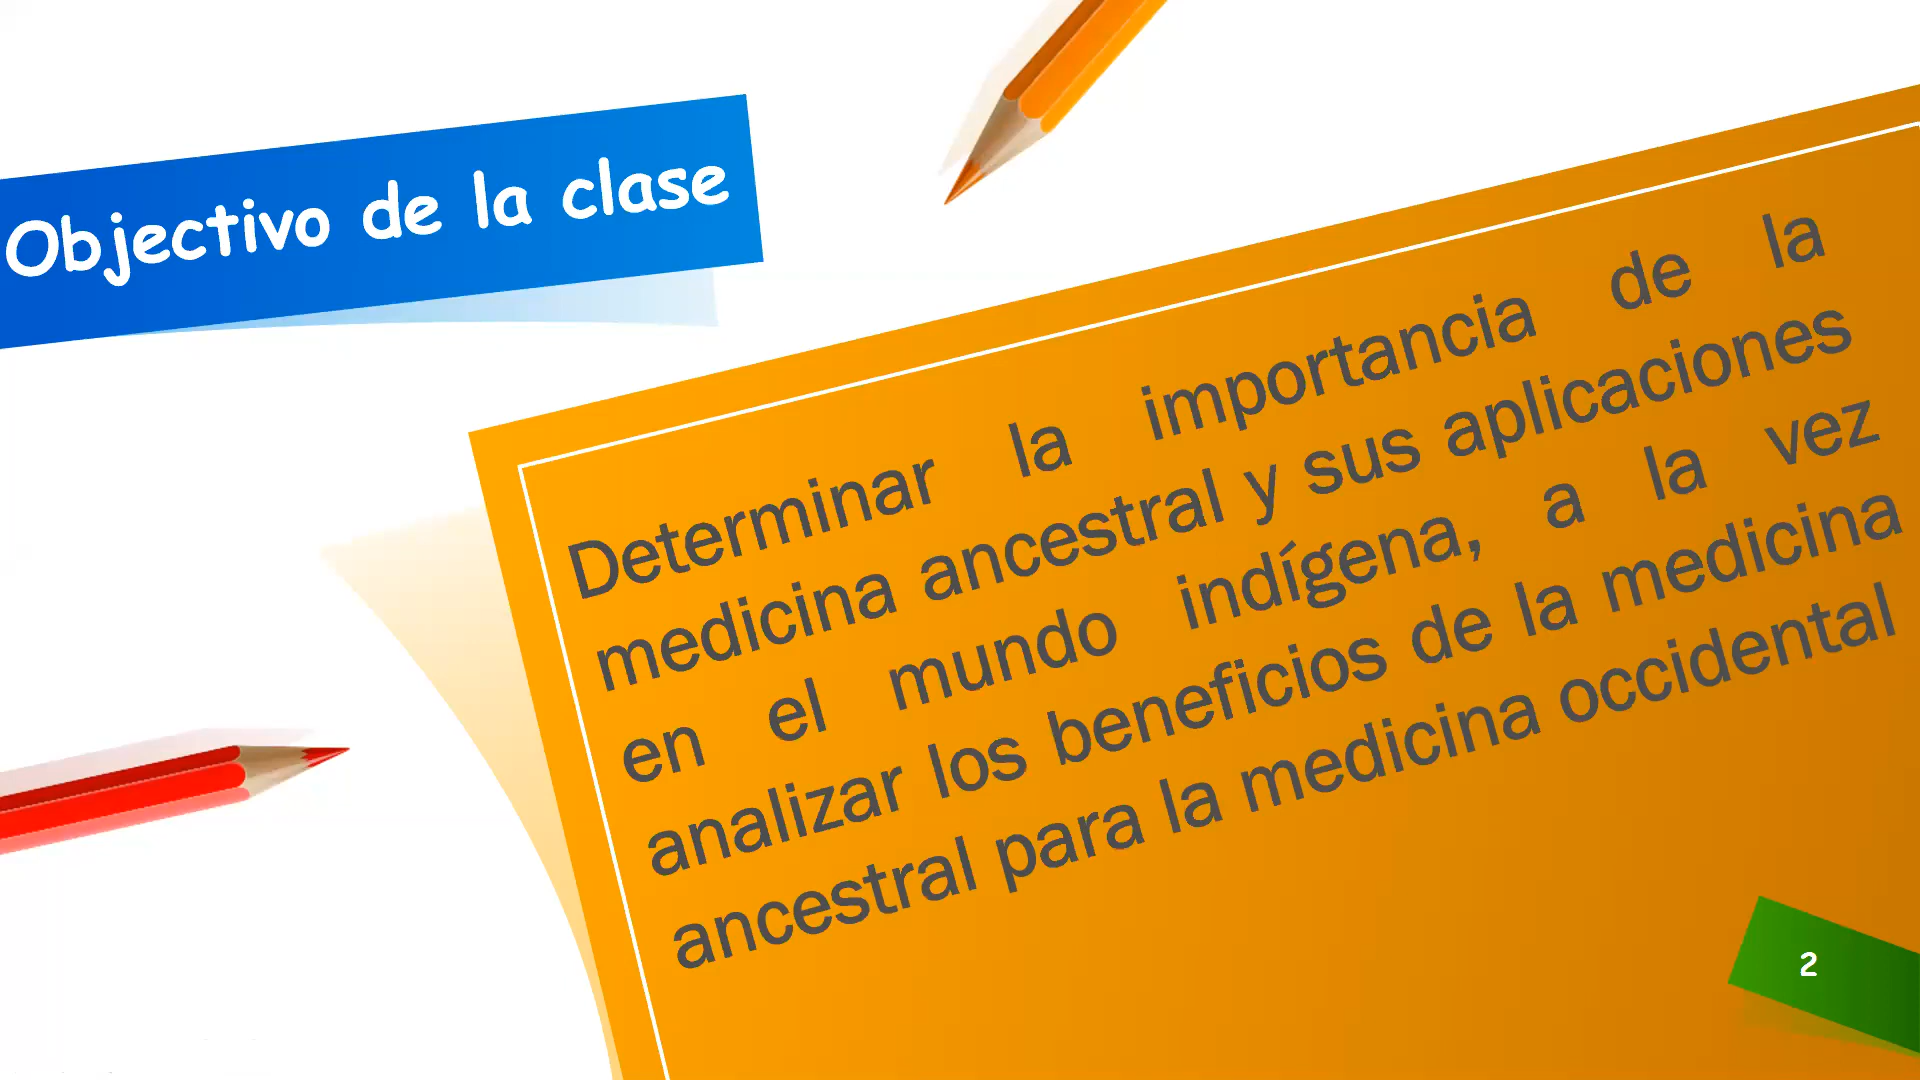 Objectivo de la clase
Determinar la importancia de la
medicina ancestral y sus aplicaciones
en el mundo indígena, a la vez
analizar los beneficios de la medicina
ancestral para la medicina occidental
2